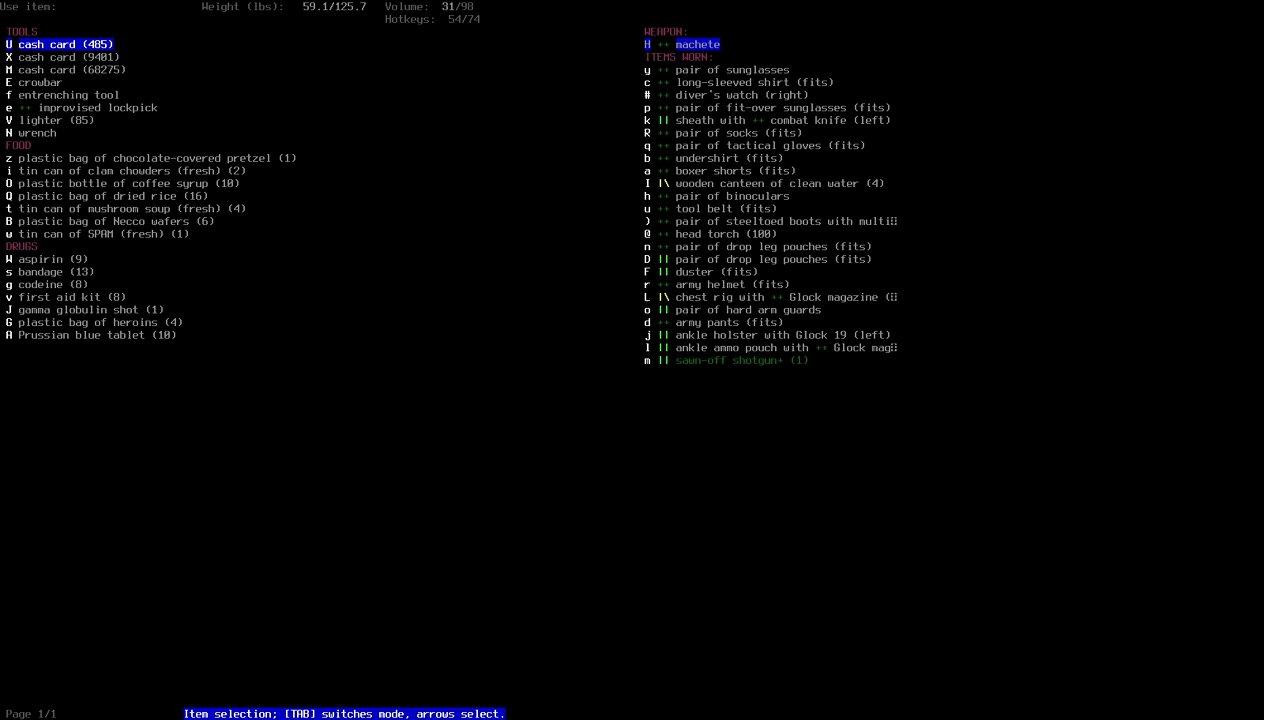 Use item: Weight (lbs): 59.1/125.7 Volume: 31/98
Hotkeys: 54/74
TOOLS
U cash card (485)
X cash card (9401)
M cash card (68275)
E crowbar
f entrenching tool
e ++ improvised lockpick
V lighter (85)
N wrench
FOOD
z plastic bag of chocolate-covered pretzel (1)
i tin can of clam chowders (fresh) (2)
O plastic bottle of coffee syrup (10)
Q plastic bag of dried rice (16)
t tin can of mushroom soup (fresh) (4)
B plastic bag of Necco wafers (6)
w tin can of SPAM (fresh) (1)
DRUGS
W aspirin (9)
s bandage (13)
g codeine (8)
v first aid kit (8)
J gamma globulin shot (1)
G plastic bag of heroins (4)
A Prussian blue tablet (10)
WEAPON:
H ++ machete
ITEMS WORN:
y ++ pair of sunglasses
c ++ long-sleeved shirt (fits)
# ++ diver's watch (right)
p ++ pair of fit-over sunglasses (fits)
k || sheath with ++ combat knife (left)
R ++ pair of socks (fits)
q ++ pair of tactical gloves (fits)
b ++ undershirt (fits)
a ++ boxer shorts (fits)
I |\ wooden canteen of clean water (4)
h ++ pair of binoculars
u ++ tool belt (fits)
) ++ pair of steeltoed boots with multi…
@ ++ head torch (100)
n ++ pair of drop leg pouches (fits)
D || pair of drop leg pouches (fits)
F || duster (fits)
r ++ army helmet (fits)
L |\ chest rig with ++ Glock magazine (…
o || pair of hard arm guards
d ++ army pants (fits)
j || ankle holster with Glock 19 (left)
l || ankle ammo pouch with ++ Glock mag…
m || sawn-off shotgun+ (1)
Page 1/1 Item selection; [TAB] switches mode, arrows select.